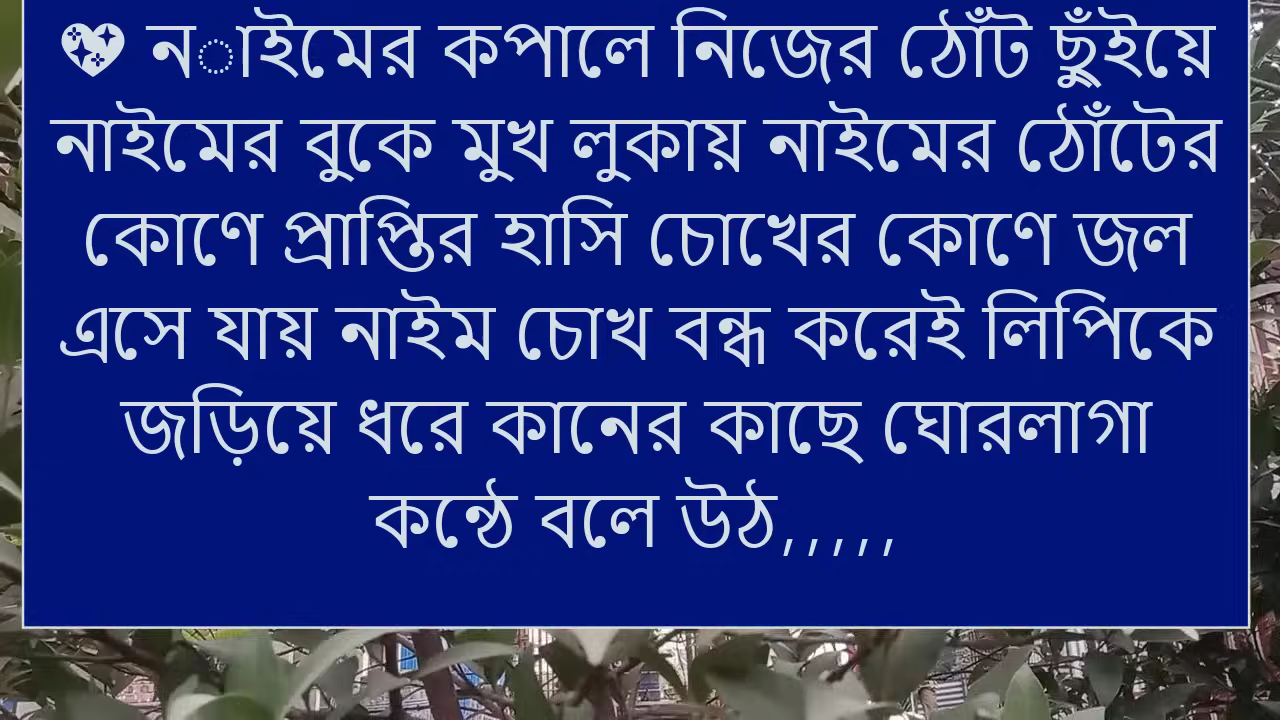 💖 নাইমের কপালে নিজের ঠোঁট ছুঁইয়ে
নাইমের বুকে মুখ লুকায় নাইমের ঠোঁটের
কোণে প্রাপ্তির হাসি চোখের কোণে জল
এসে যায় নাইম চোখ বন্ধ করেই লিপিকে
জড়িয়ে ধরে কানের কাছে ঘোরলাগা
কন্ঠে বলে উঠ,,,,,